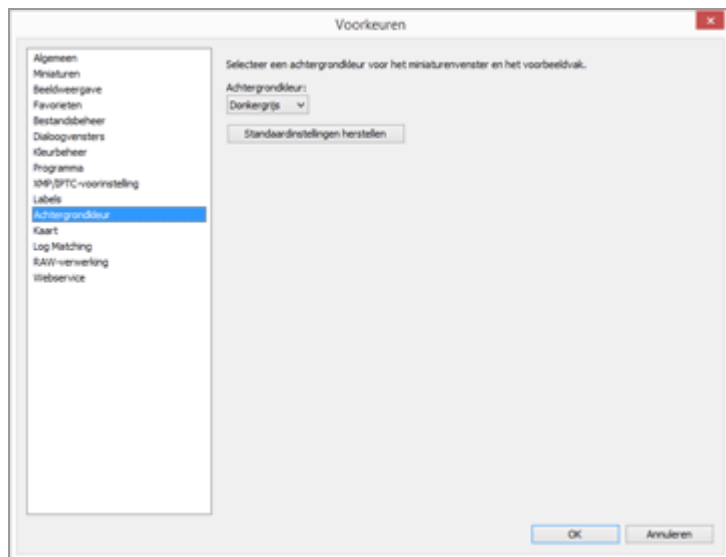 Voorkeuren
Algemeen
Miniaturen
Beeldweergave
Favorieten
Bestandsbeheer
Dialoogvensters
Kleurbeheer
Programma
XMP/IPTC-voorinstelling
Labels
Achtergrondkleur
Kaart
Log Matching
RAW-verwerking
Webservice
Selecteer een achtergrondkleur voor het miniaturenvenster en het voorbeeldvak.
Achtergrondkleur:
Donkergrijs
Standaardinstellingen herstellen
OK
Annuleren